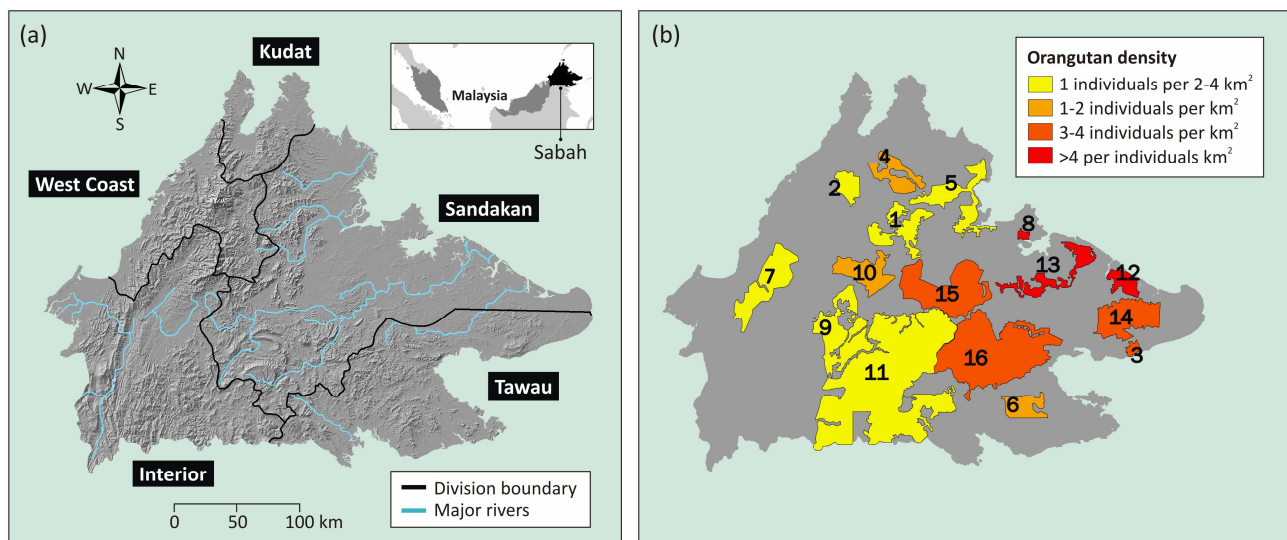 (a)
N
W
E
S
Kudat
Malaysia
Sabah
West Coast
Sandakan
Tawau
Interior
0 50 100 km
Division boundary
Major rivers
(b)
Orangutan density
1 individuals per 2-4 km²
1-2 individuals per km²
3-4 individuals per km²
>4 per individuals km²
4
2
5
1
8
7
10
13
12
15
14
9
3
16
11
6